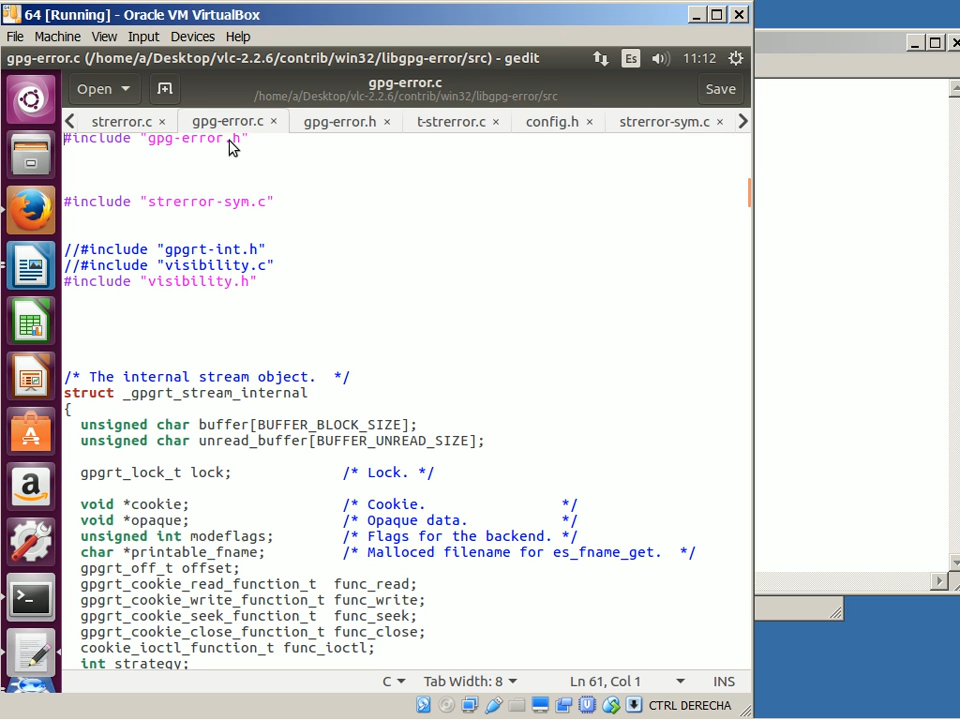 64 [Running] - Oracle VM VirtualBox
File Machine View Input Devices Help
gpg-error.c (/home/a/Desktop/vlc-2.2.6/contrib/win32/libgpg-error/src) - gedit
Es
11:12
Open
gpg-error.c
/home/a/Desktop/vlc-2.2.6/contrib/win32/libgpg-error/src
Save
strerror.c × gpg-error.c × gpg-error.h × t-strerror.c × config.h × strerror-sym.c ×
#include "gpg-error.h"
#include "strerror-sym.c"
//#include "gpgrt-int.h"
//#include "visibility.c"
#include "visibility.h"
/* The internal stream object.  */
struct _gpgrt_stream_internal
{
  unsigned char buffer[BUFFER_BLOCK_SIZE];
  unsigned char unread_buffer[BUFFER_UNREAD_SIZE];
  gpgrt_lock_t lock;             /* Lock. */
  void *cookie;                  /* Cookie.                */
  void *opaque;                  /* Opaque data.           */
  unsigned int modeflags;        /* Flags for the backend. */
  char *printable_fname;         /* Malloced filename for es_fname_get.  */
  gpgrt_off_t offset;
  gpgrt_cookie_read_function_t  func_read;
  gpgrt_cookie_write_function_t func_write;
  gpgrt_cookie_seek_function_t  func_seek;
  gpgrt_cookie_close_function_t func_close;
  cookie_ioctl_function_t func_ioctl;
  int strategy;
C Tab Width: 8 Ln 61, Col 1 INS
CTRL DERECHA